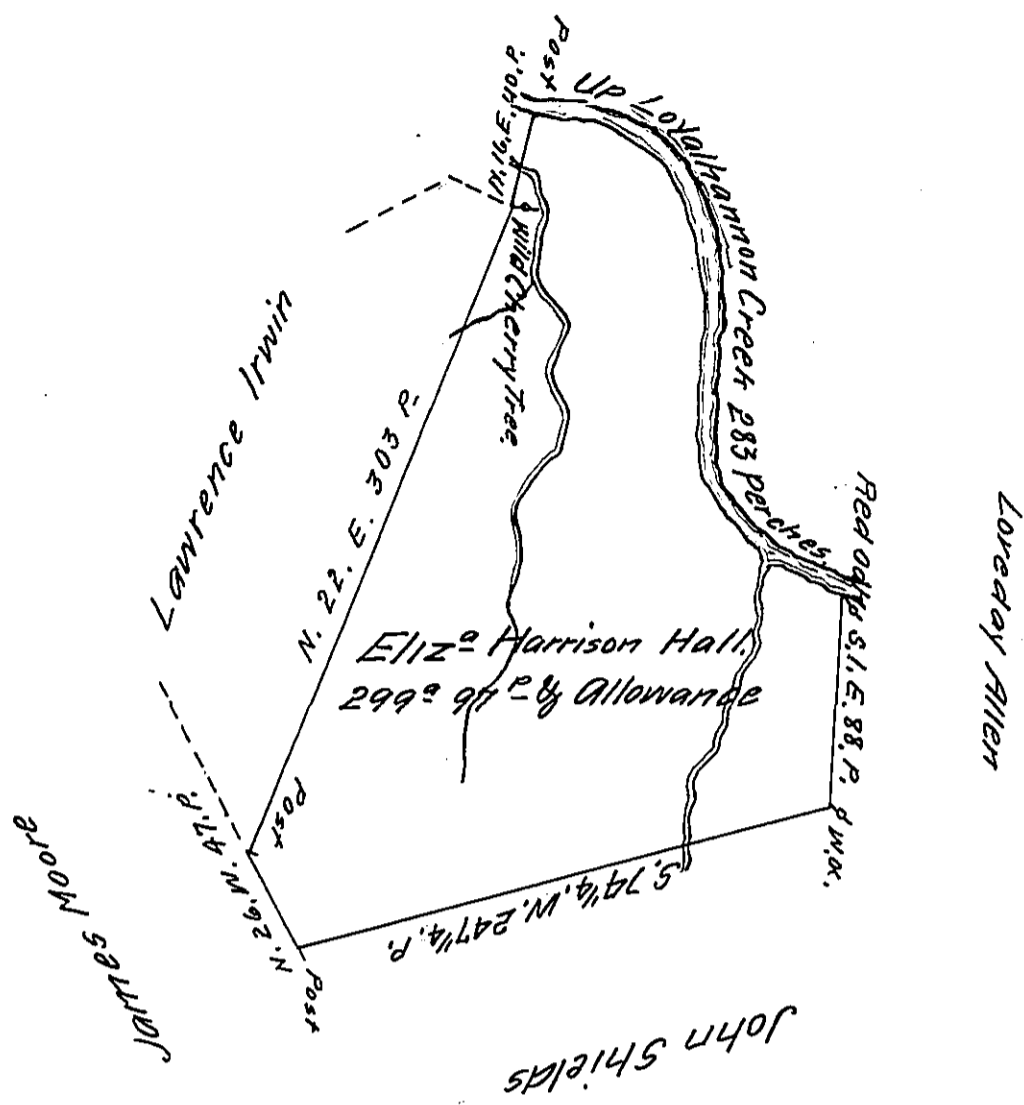 Post
N.16.E. 40.P.
UP Loyalhannon Creek 283 Perches.
Wild Cherry Tree.
Lawrence Irwin
N. 22. E. 303 P.
Red Oak
S.1.E. 88. P.
W.O.
Loveday Allen
Elizª Harrison Hall.
299ª 97ᵖ & Allowance
Post
N.26.W. 47.P.
Post
S.74¼.W.247¼.P.
James Moore
John Shields